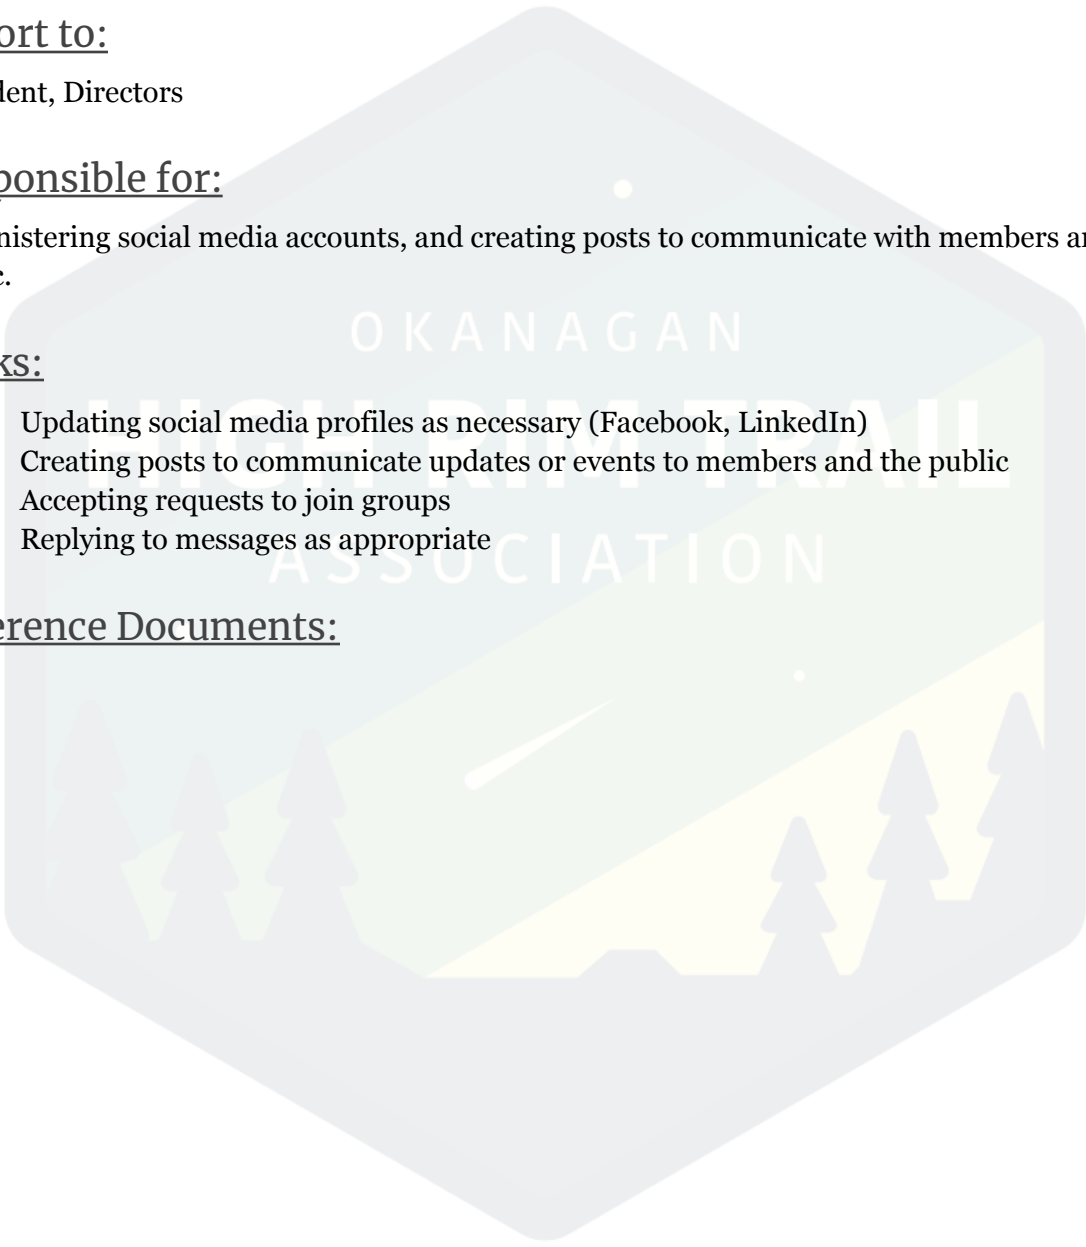 ort to:
dent, Directors
ponsible for:
nistering social media accounts, and creating posts to communicate with members a
c.
OKANAGAN
ks:
HIGH RIM TRAIL
Updating social media profiles as necessary (Facebook, LinkedIn)
Creating posts to communicate updates or events to members and the public
Accepting requests to join groups
Replying to messages as appropriate
ASSOCIATION
erence Documents: